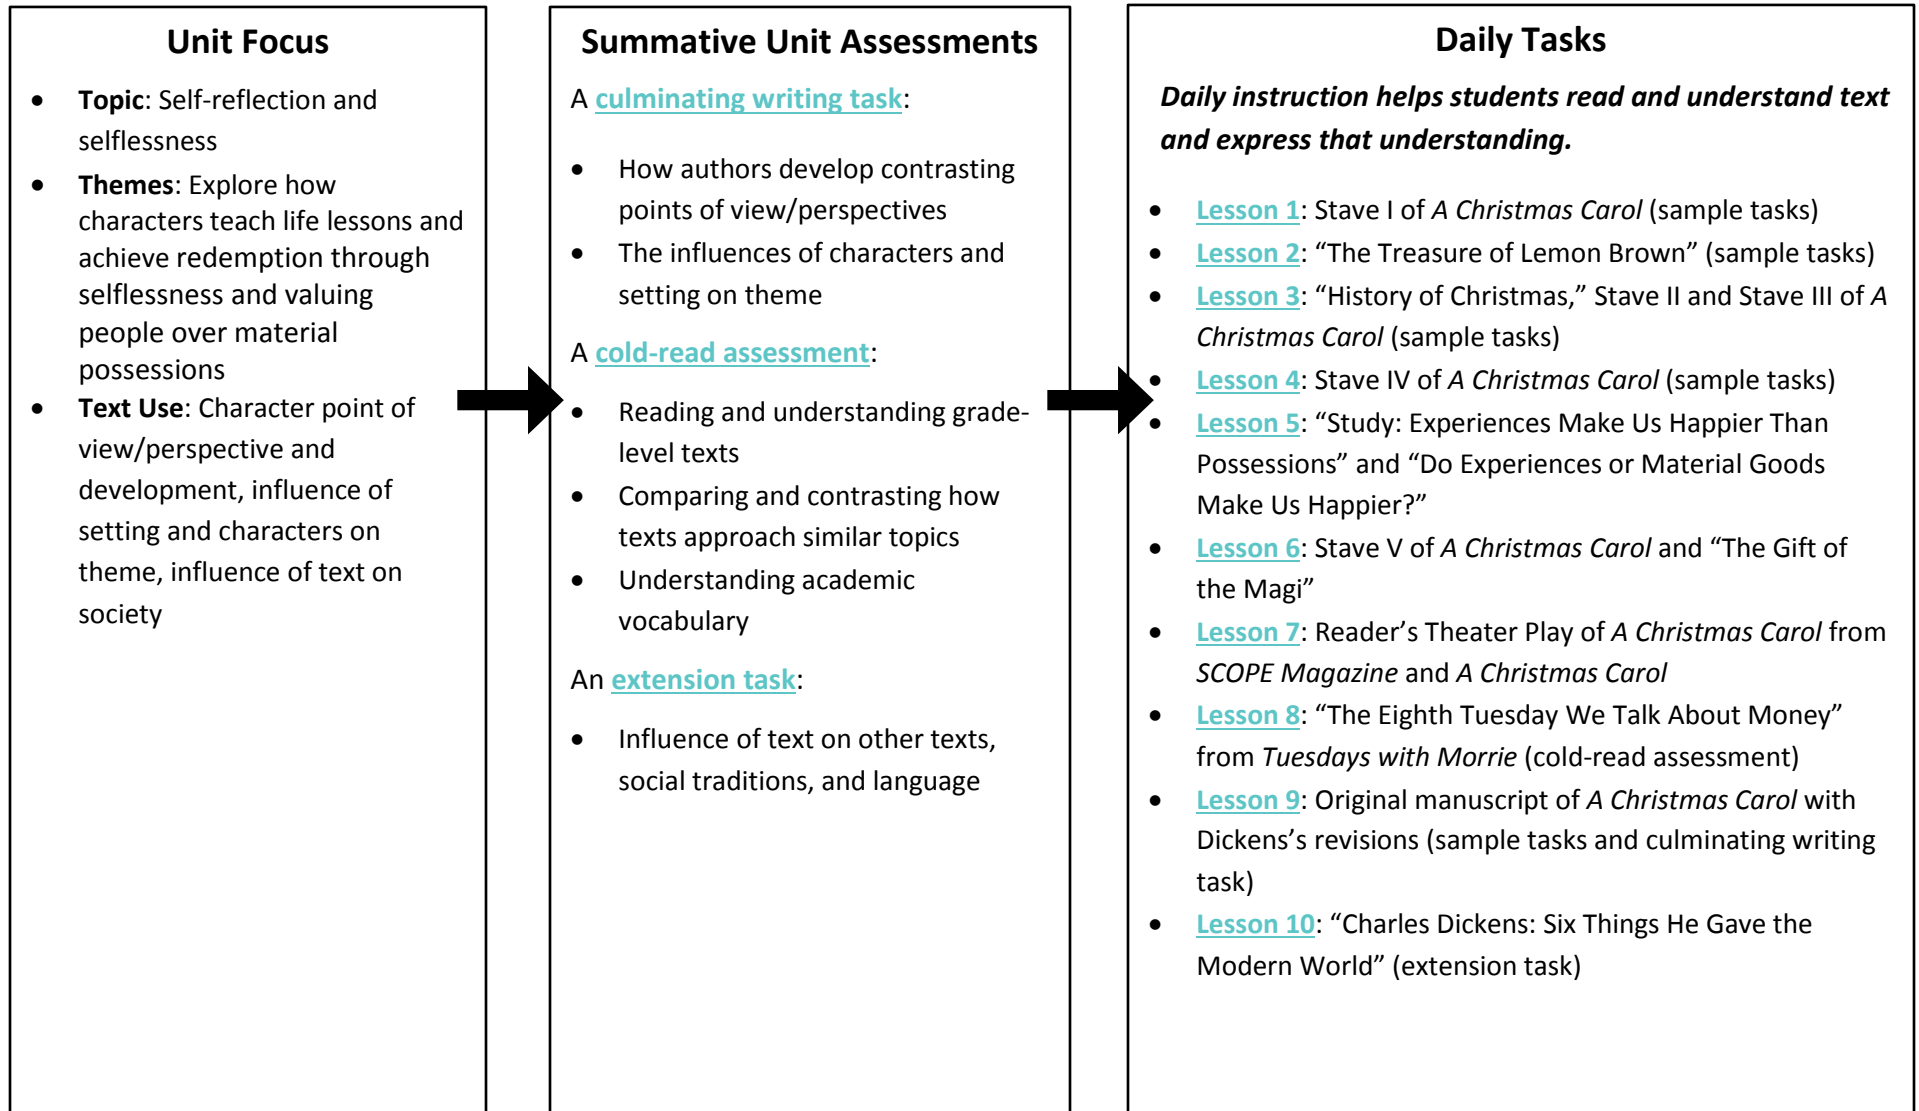 Unit Focus
• Topic: Self-reflection and
selflessness
• Themes: Explore how
characters teach life lessons and
achieve redemption through
selflessness and valuing
people over material
possessions
• Text Use: Character point of
view/perspective and
development, influence of
setting and characters on
theme, influence of text on
society
Summative Unit Assessments
A culminating writing task:
• How authors develop contrasting
points of view/perspectives
• The influences of characters and
setting on theme
A cold-read assessment:
• Reading and understanding grade-
level texts
• Comparing and contrasting how
texts approach similar topics
• Understanding academic
vocabulary
An extension task:
• Influence of text on other texts,
social traditions, and language
Daily Tasks
Daily instruction helps students read and understand text
and express that understanding.
• Lesson 1: Stave I of A Christmas Carol (sample tasks)
• Lesson 2: “The Treasure of Lemon Brown” (sample tasks)
• Lesson 3: “History of Christmas,” Stave II and Stave III of A
Christmas Carol (sample tasks)
• Lesson 4: Stave IV of A Christmas Carol (sample tasks)
• Lesson 5: “Study: Experiences Make Us Happier Than
Possessions” and “Do Experiences or Material Goods
Make Us Happier?”
• Lesson 6: Stave V of A Christmas Carol and “The Gift of
the Magi”
• Lesson 7: Reader’s Theater Play of A Christmas Carol from
SCOPE Magazine and A Christmas Carol
• Lesson 8: “The Eighth Tuesday We Talk About Money”
from Tuesdays with Morrie (cold-read assessment)
• Lesson 9: Original manuscript of A Christmas Carol with
Dickens’s revisions (sample tasks and culminating writing
task)
• Lesson 10: “Charles Dickens: Six Things He Gave the
Modern World” (extension task)